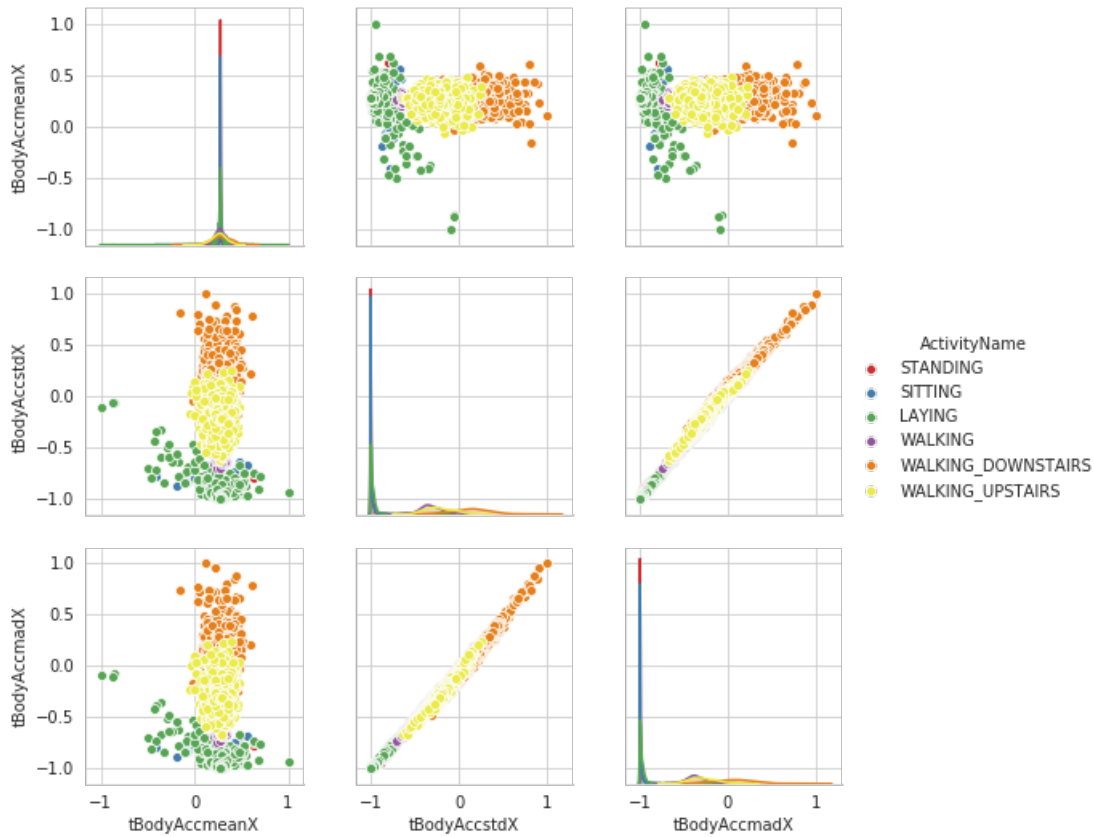 1.0
0.5
0.0
−0.5
−1.0
tBodyAccmeanX
1.0
0.5
0.0
−0.5
−1.0
tBodyAccstdX
ActivityName
STANDING
SITTING
LAYING
WALKING
WALKING_DOWNSTAIRS
WALKING_UPSTAIRS
1.0
0.5
0.0
−0.5
−1.0
tBodyAccmadX
−1 0 1
tBodyAccmeanX
−1 0 1
tBodyAccstdX
−1 0 1
tBodyAccmadX